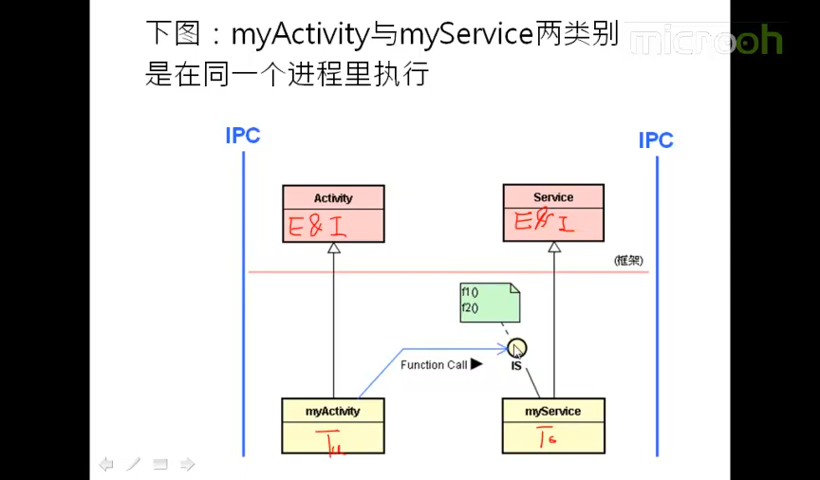 下图：myActivity与myService两类别
microoh
是在同一个进程里执行
IPC
IPC
Activity
Service
E&I
E&I
(框架)
f1()
f2()
Function Call
IS
myActivity
myService